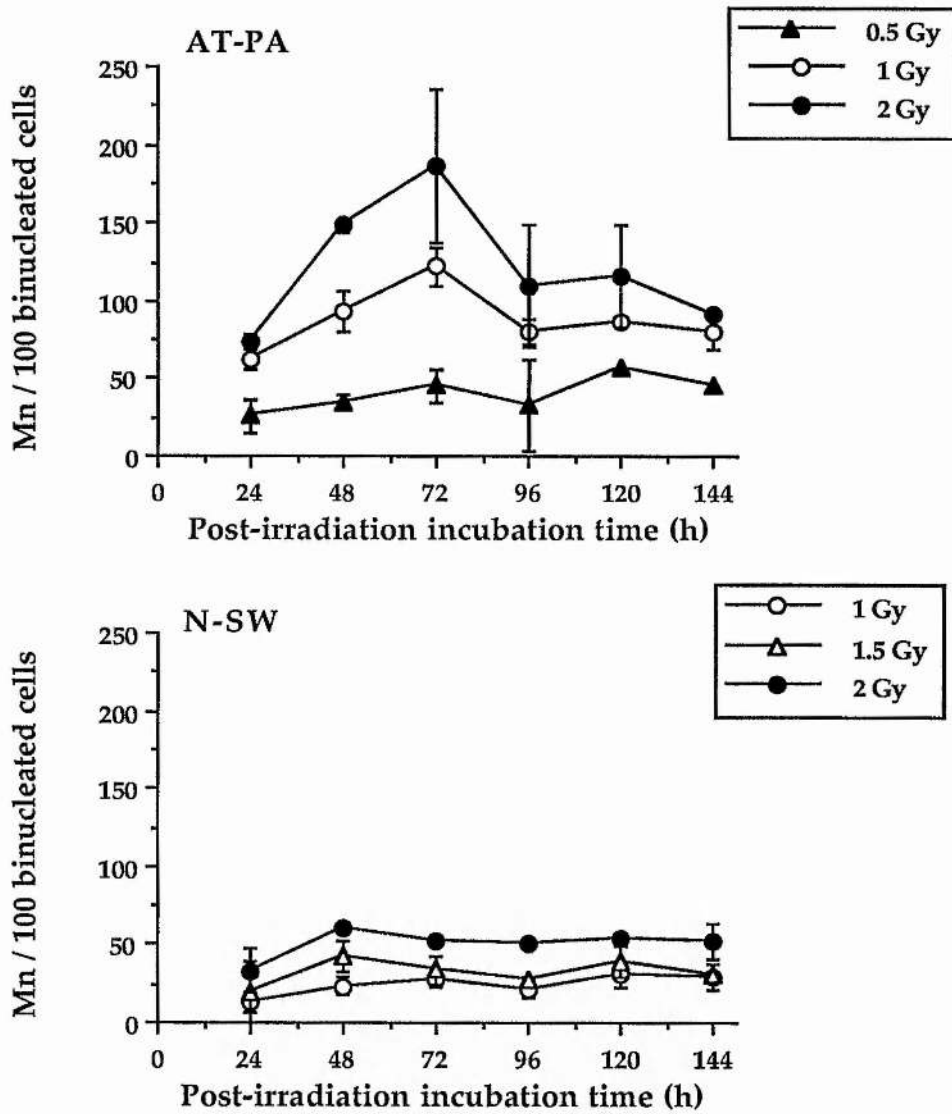 AT-PA
0.5 Gy
1 Gy
2 Gy
Mn / 100 binucleated cells
250
200
150
100
50
0
0 24 48 72 96 120 144
Post-irradiation incubation time (h)
N-SW
1 Gy
1.5 Gy
2 Gy
Mn / 100 binucleated cells
250
200
150
100
50
0
0 24 48 72 96 120 144
Post-irradiation incubation time (h)